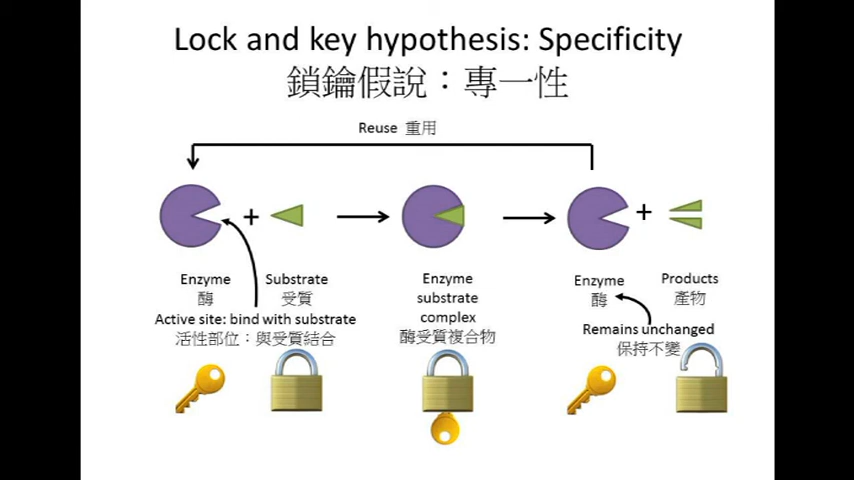 Lock and key hypothesis: Specificity
鎖鑰假說：專一性
Reuse 重用
+
+
Enzyme
酶
Substrate
受質
Active site: bind with substrate
活性部位：與受質結合
Enzyme
substrate
complex
酶受質複合物
Enzyme
酶
Products
產物
Remains unchanged
保持不變